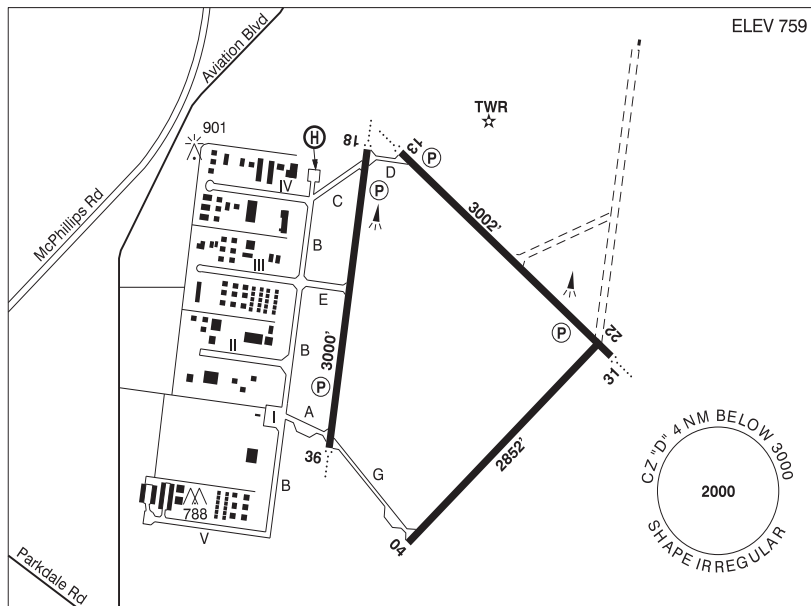 ELEV 759
Aviation Blvd
McPhillips Rd
901
H
18
13
TWR
P
D
P
IV
C
3002'
B
III
E
P
22
B
3000'
II
31
P
A
I
36
2852'
CZ "D" 4 NM BELOW 3000
2000
SHAPE IRREGULAR
G
B
788
V
04
Parkdale Rd